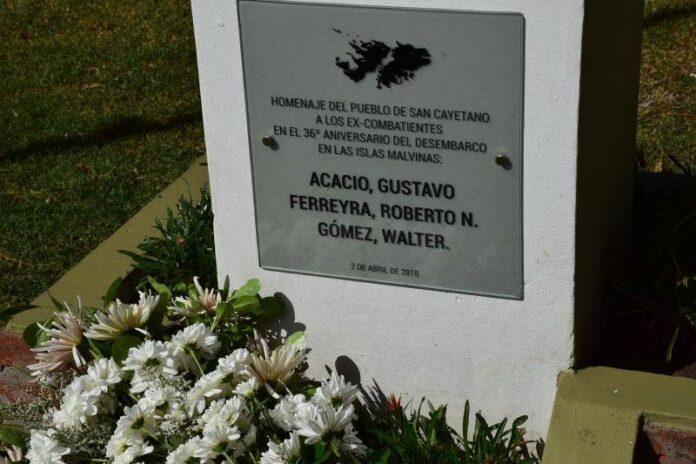 HOMENAJE DEL PUEBLO DE SAN CAYETANO
A LOS EX-COMBATIENTES
EN EL 36º ANIVERSARIO DEL DESEMBARCO
EN LAS ISLAS MALVINAS:
ACACIO, GUSTAVO
FERREYRA, ROBERTO N.
GÓMEZ, WALTER.
2 DE ABRIL DE 2018